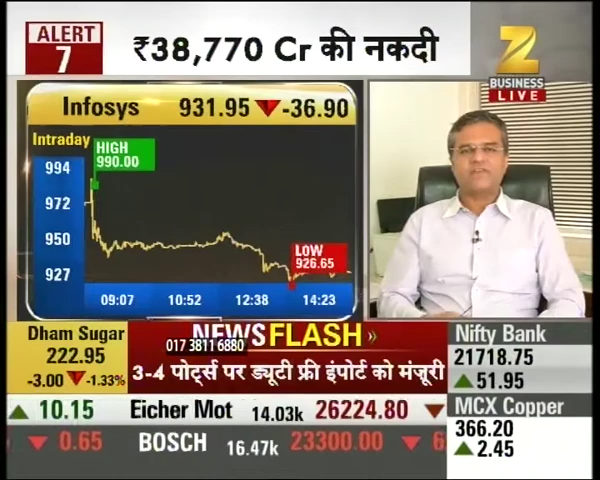 ALERT
7
₹38,770 Cr की नकदी
Z
BUSINESS
LIVE
Infosys 931.95 -36.90
Intraday
HIGH
990.00
994
972
950
927
LOW
926.65
09:07 10:52 12:38 14:23
Dham Sugar
222.95
-3.00 -1.33%
NEWS FLASH
017 3811 6880
3-4 पोर्ट्स पर ड्यूटी फ्री इंपोर्ट को मंजूरी
Nifty Bank
21718.75
51.95
MCX Copper
366.20
2.45
10.15 Eicher Mot 14.03k 26224.80
0.65 BOSCH 16.47k 23300.00 6